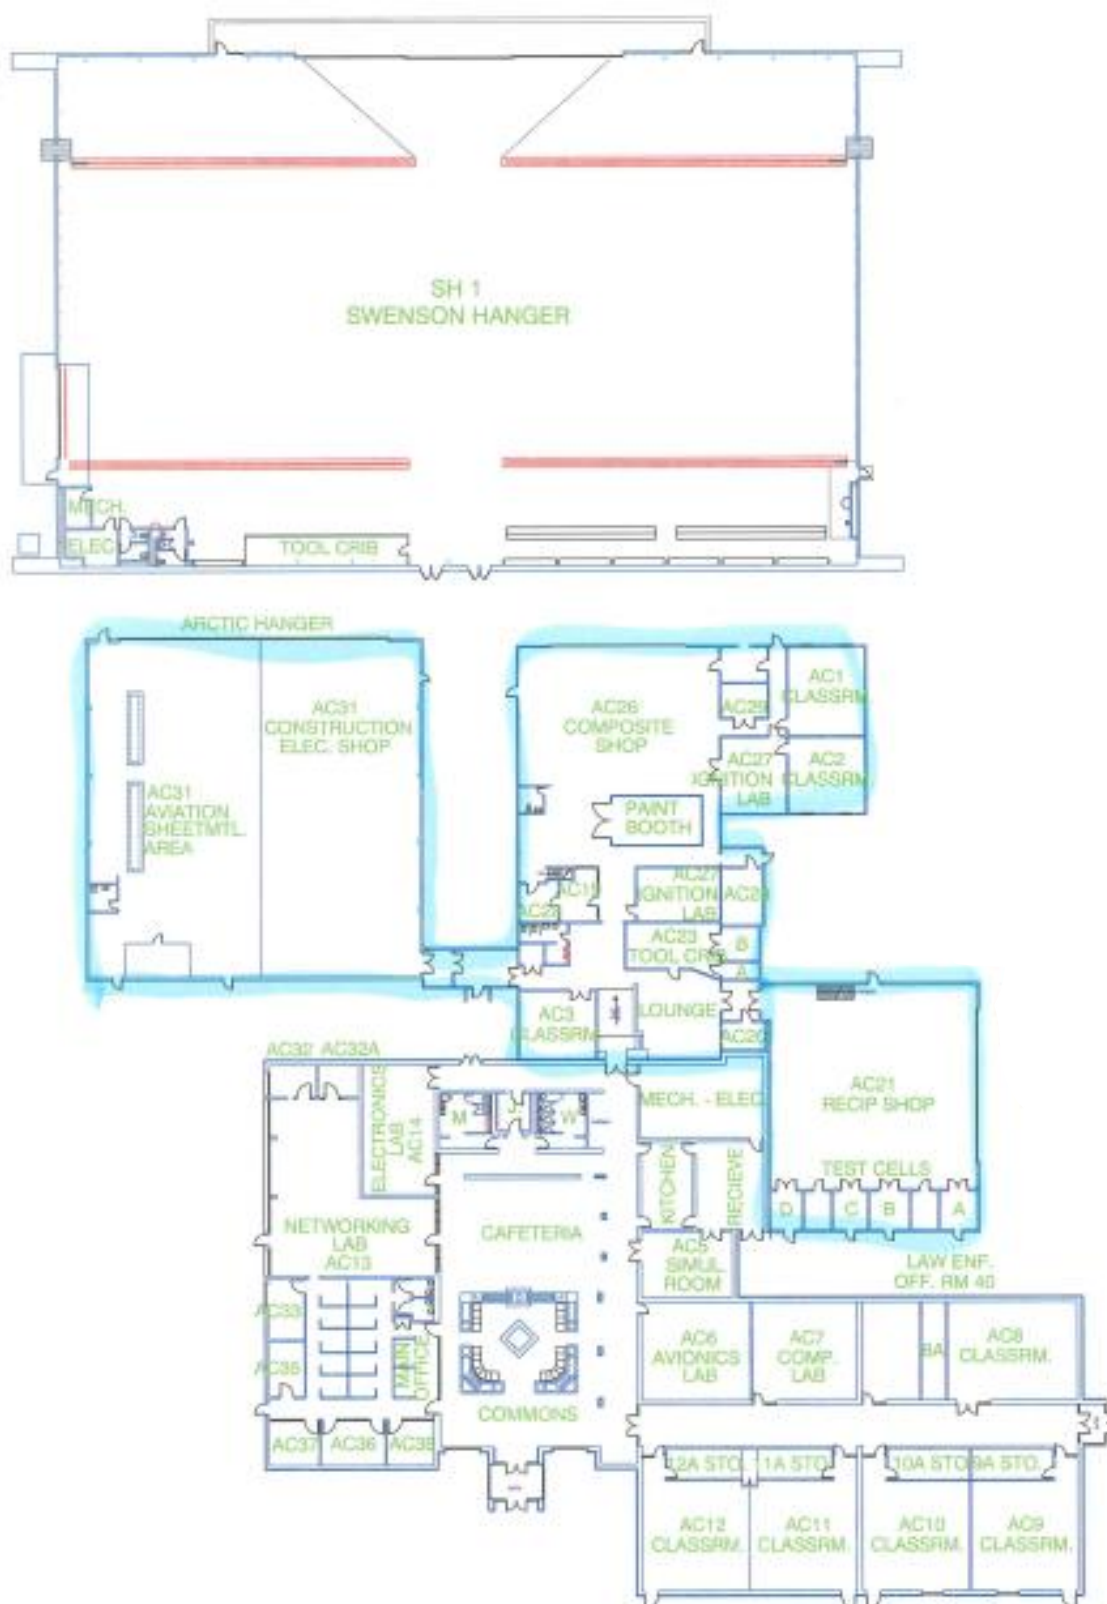 SH 1
SWENSON HANGER
MECH.
ELEC
TOOL CRIB
ARCTIC HANGER
AC31
CONSTRUCTION
ELEC. SHOP
AC31
AVIATION
SHEETMTL.
AREA
AC26
COMPOSITE
SHOP
AC1
CLASSRM.
AC2
CLASSRM.
AC27
IGNITION
LAB
PAINT
BOOTH
AC27
IGNITION
LAB
AC23
TOOL CRIB
B
A
AC3
CLASSRM
LOUNGE
AC20
AC21
RECIP SHOP
TEST CELLS
D
C
B
A
AC32
AC32A
ELECTRONICS
LAB
AC14
M
J
W
MECH. - ELEC.
KITCHEN
RECIEVE
NETWORKING
LAB
AC13
CAFETERIA
AC5
SIMUL.
ROOM
LAW ENF.
OFF. RM 40
AC33
AC35
MAIN
OFFICE
AC6
AVIONICS
LAB
AC7
COMP.
LAB
8A
AC8
CLASSRM.
COMMONS
AC37
AC36
AC38
12A STO.
11A STO.
10A STO.
9A STO.
AC12
CLASSRM.
AC11
CLASSRM.
AC10
CLASSRM.
AC9
CLASSRM.